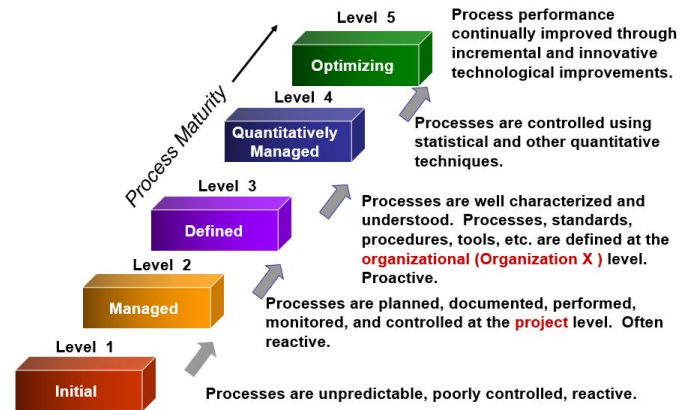 Level 5
Optimizing
Process performance
continually improved through
incremental and innovative
technological improvements.
Process Maturity
Level 4
Quantitatively
Managed
Processes are controlled using
statistical and other quantitative
techniques.
Level 3
Defined
Processes are well characterized and
understood. Processes, standards,
procedures, tools, etc. are defined at the
organizational (Organization X ) level.
Proactive.
Level 2
Managed
Processes are planned, documented, performed,
monitored, and controlled at the project level. Often
reactive.
Level 1
Initial
Processes are unpredictable, poorly controlled, reactive.